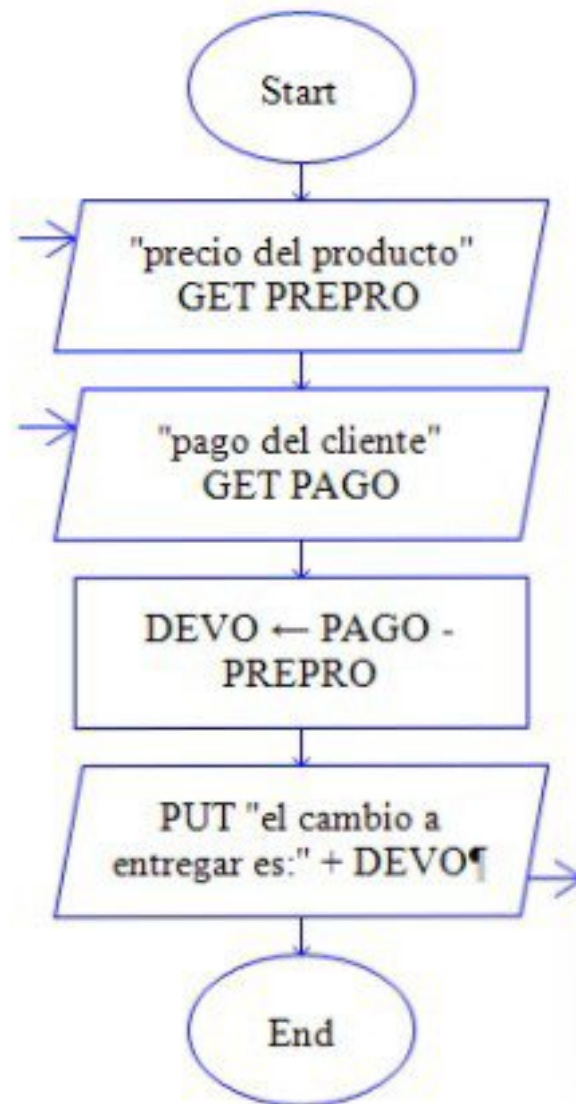 Start
"precio del producto"
GET PREPRO
"pago del cliente"
GET PAGO
DEVO ← PAGO -
PREPRO
PUT "el cambio a
entregar es:" + DEVO¶
End